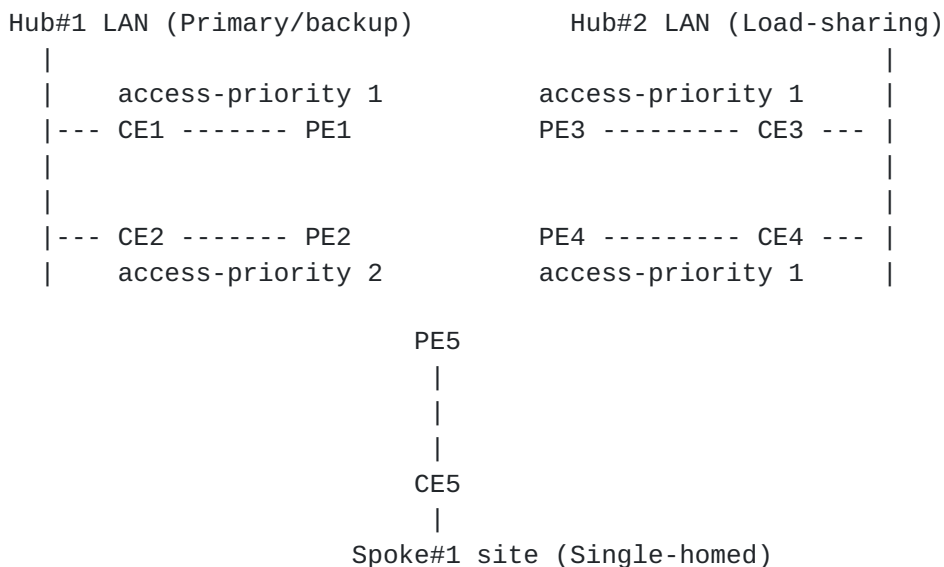 Hub#1 LAN (Primary/backup)          Hub#2 LAN (Load-sharing)
  |                                                     |
  |    access-priority 1          access-priority 1     |
  |--- CE1 ------- PE1            PE3 --------- CE3 --- |
  |                                                     |
  |                                                     |
  |--- CE2 ------- PE2            PE4 --------- CE4 --- |
  |    access-priority 2          access-priority 1     |

                          PE5
                           |
                           |
                           |
                          CE5
                           |
                      Spoke#1 site (Single-homed)